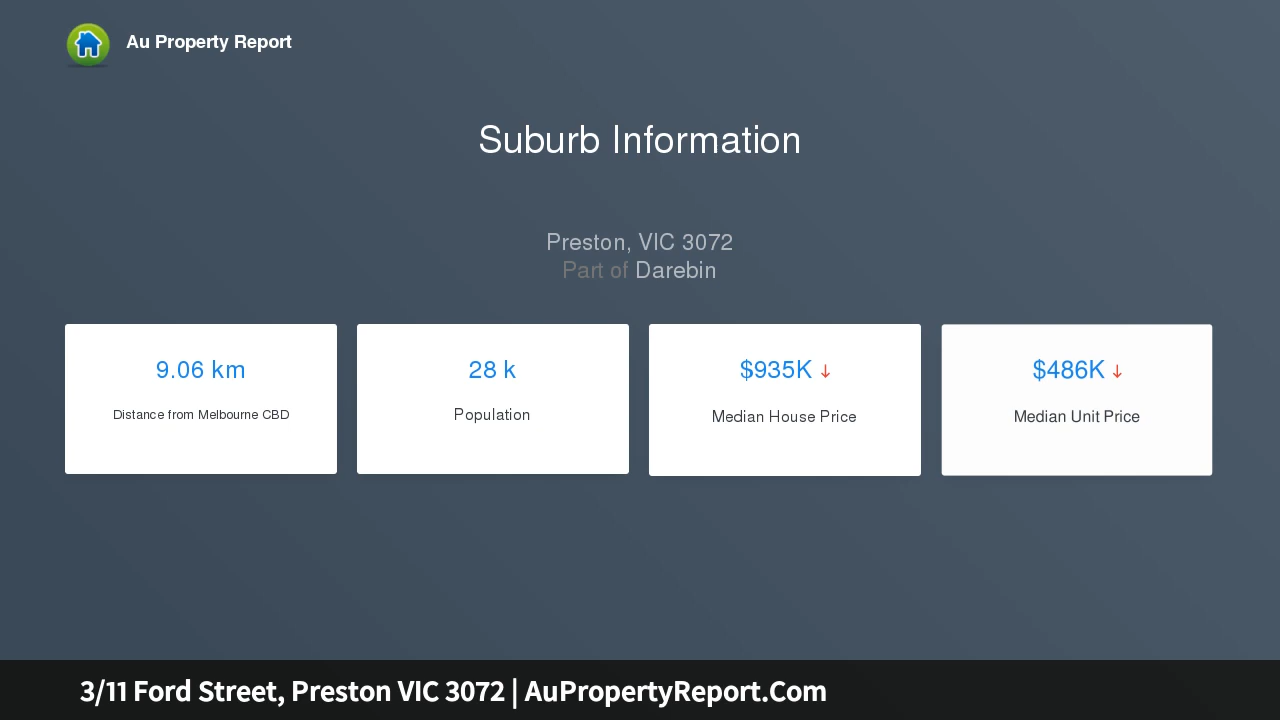 Au Property Report
Suburb Information
Preston, VIC 3072
Part of Darebin
9.06 km
Distance from Melbourne CBD
28 k
Population
$935K ↓
Median House Price
$486K ↓
Median Unit Price
3/11 Ford Street, Preston VIC 3072 | AuPropertyReport.Com